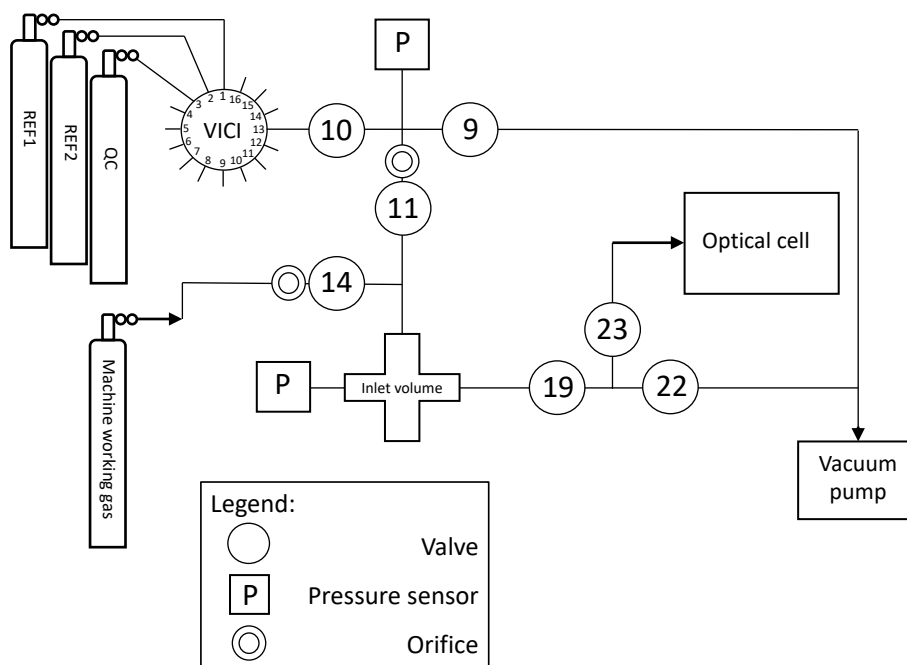 REF1
REF2
QC
1
16
15
14
13
12
11
10
9
8
7
6
5
4
3
2
VICI
P
10
9
11
Optical cell
14
23
Machine working gas
P
Inlet volume
19
22
Vacuum
pump
Legend:
Valve
P
Pressure sensor
Orifice